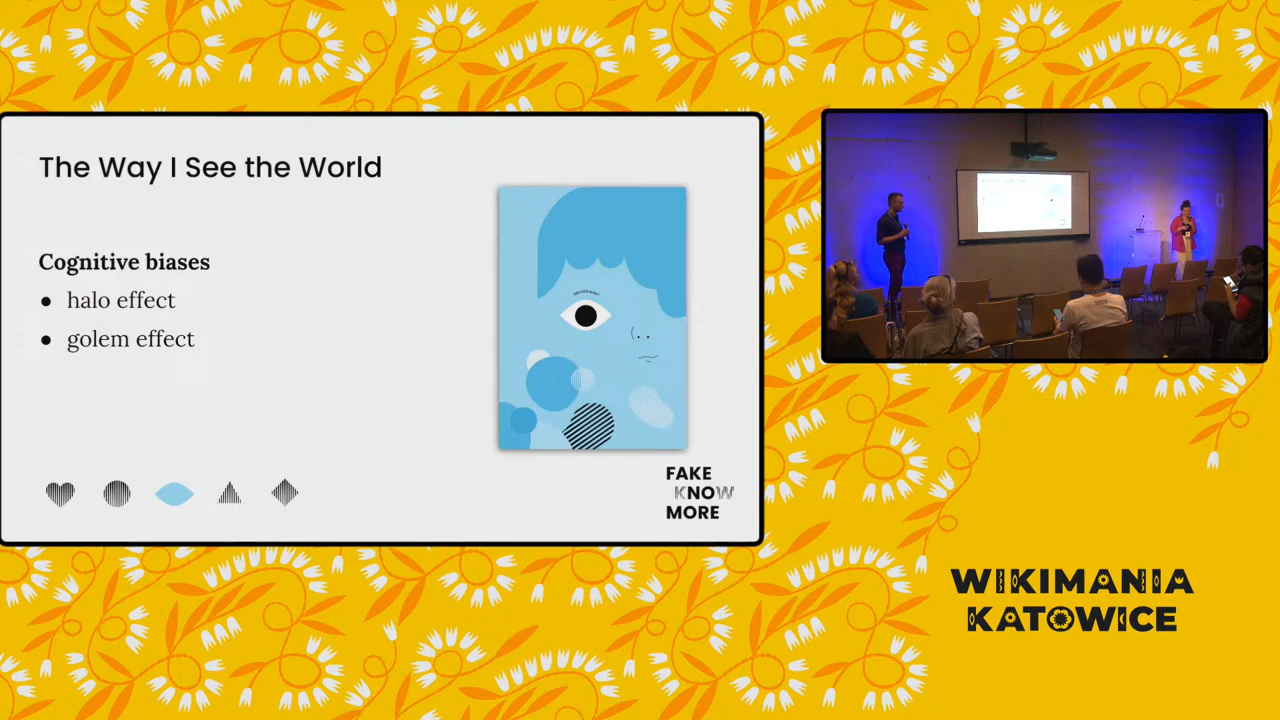 The Way I See the World
Cognitive biases
● halo effect
● golem effect
FAKE
KNOW
MORE
WIKIMANIA
KATOWICE